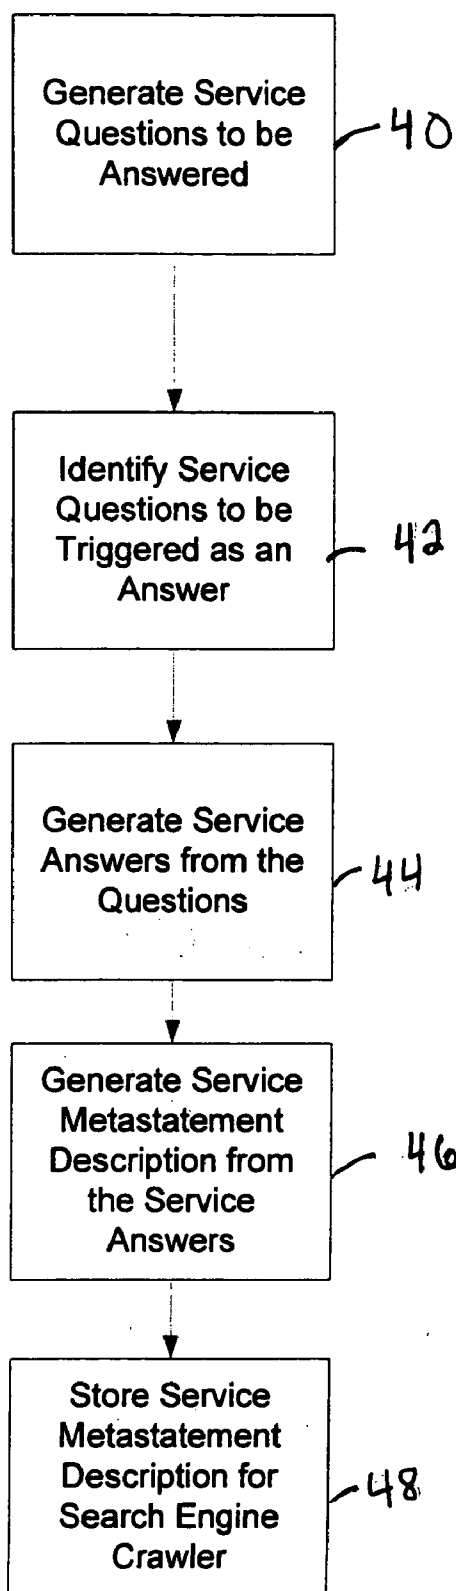 Generate Service
Questions to be
Answered
40
Identify Service
Questions to be
Triggered as an
Answer
42
Generate Service
Answers from the
Questions
44
Generate Service
Metastatement
Description from
the Service
Answers
46
Store Service
Metastatement
Description for
Search Engine
Crawler
48